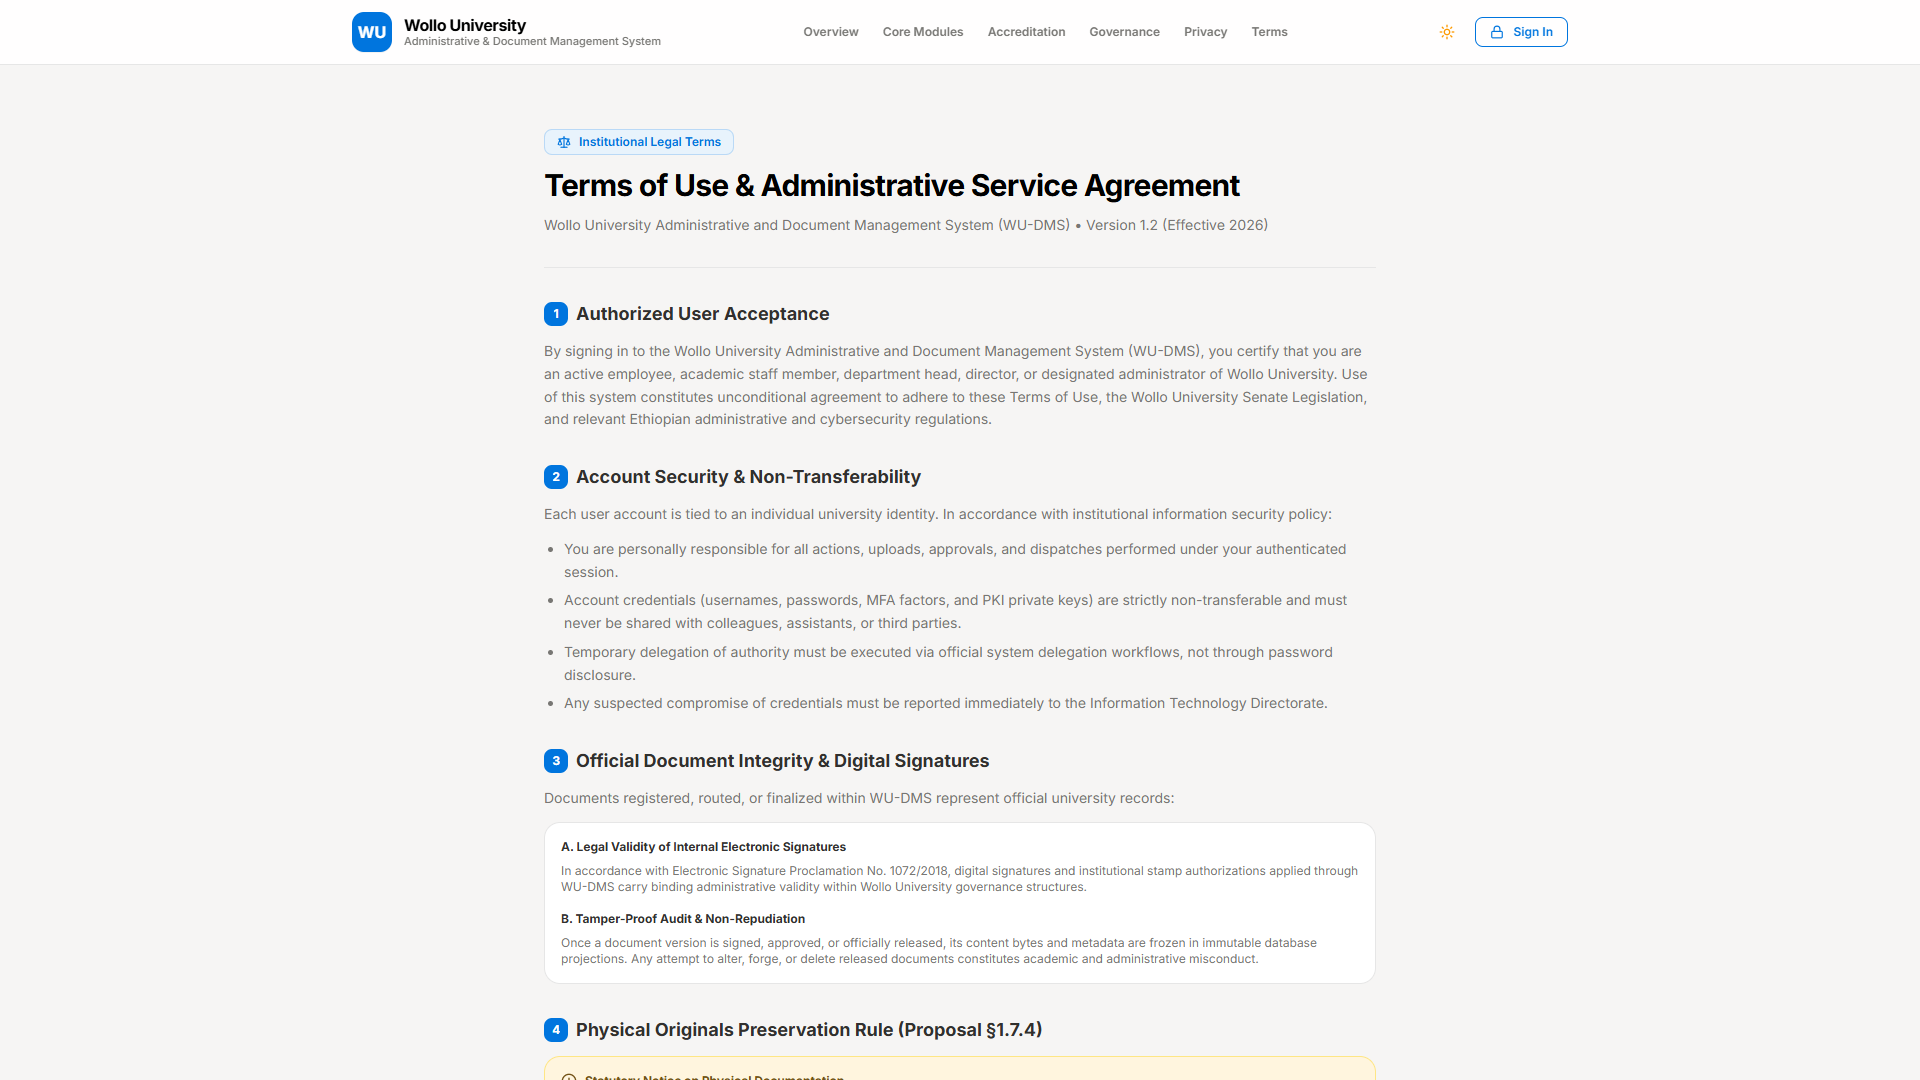 WU
Wollo University
Administrative & Document Management System
Overview
Core Modules
Accreditation
Governance
Privacy
Terms
Sign In
Institutional Legal Terms
Terms of Use & Administrative Service Agreement
Wollo University Administrative and Document Management System (WU-DMS) • Version 1.2 (Effective 2026)
1 Authorized User Acceptance
By signing in to the Wollo University Administrative and Document Management System (WU-DMS), you certify that you are
an active employee, academic staff member, department head, director, or designated administrator of Wollo University. Use
of this system constitutes unconditional agreement to adhere to these Terms of Use, the Wollo University Senate Legislation,
and relevant Ethiopian administrative and cybersecurity regulations.
2 Account Security & Non-Transferability
Each user account is tied to an individual university identity. In accordance with institutional information security policy:
• You are personally responsible for all actions, uploads, approvals, and dispatches performed under your authenticated
session.
• Account credentials (usernames, passwords, MFA factors, and PKI private keys) are strictly non-transferable and must
never be shared with colleagues, assistants, or third parties.
• Temporary delegation of authority must be executed via official system delegation workflows, not through password
disclosure.
• Any suspected compromise of credentials must be reported immediately to the Information Technology Directorate.
3 Official Document Integrity & Digital Signatures
Documents registered, routed, or finalized within WU-DMS represent official university records:
A. Legal Validity of Internal Electronic Signatures
In accordance with Electronic Signature Proclamation No. 1072/2018, digital signatures and institutional stamp authorizations applied through
WU-DMS carry binding administrative validity within Wollo University governance structures.
B. Tamper-Proof Audit & Non-Repudiation
Once a document version is signed, approved, or officially released, its content bytes and metadata are frozen in immutable database
projections. Any attempt to alter, forge, or delete released documents constitutes academic and administrative misconduct.
4 Physical Originals Preservation Rule (Proposal §1.7.4)
Statutory Notice on Physical Documentation